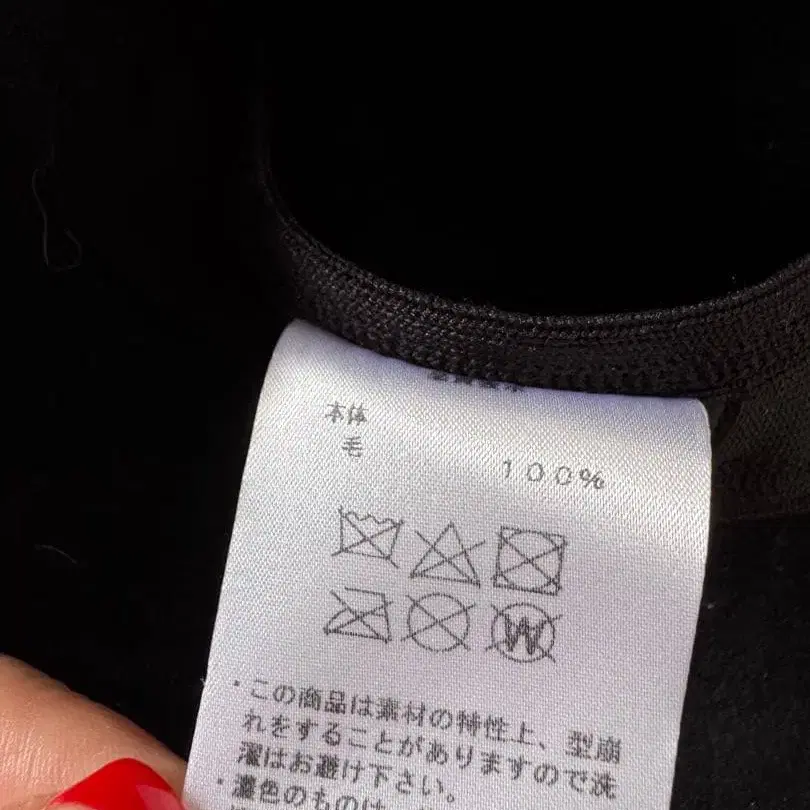 本体
毛
100%
W
・この商品は素材の特性上、型崩
れをすることがありますので洗
濯はお避け下さい。
・濃色のものは